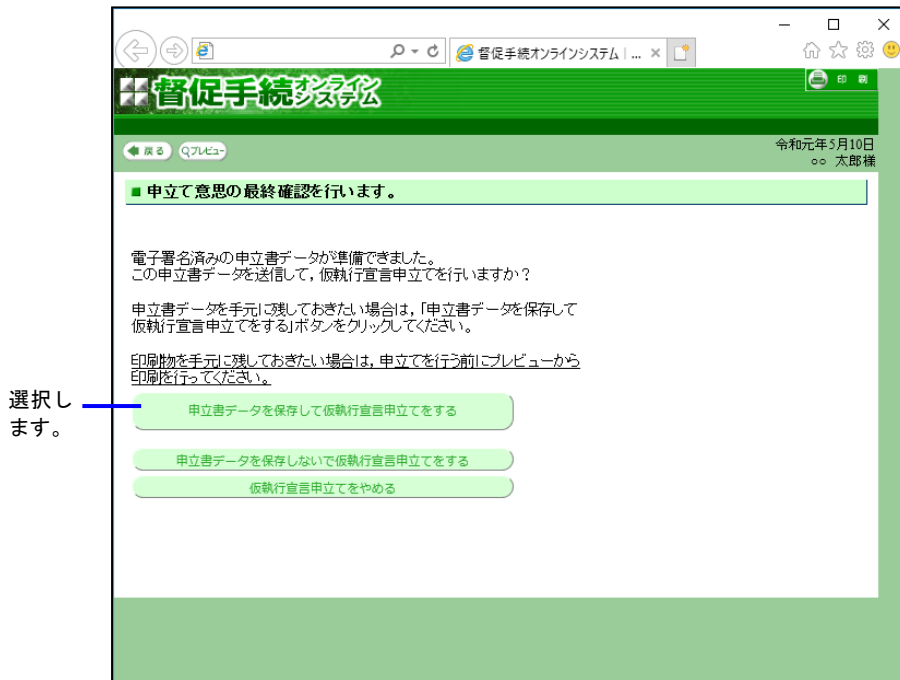 督促手続オンラインシステム | ...
督促手続オンラインシステム
印刷
戻る プレビュー
令和元年5月10日
○○ 太郎様
■ 申立て意思の最終確認を行います。
電子署名済みの申立書データが準備できました。
この申立書データを送信して，仮執行宣言申立てを行いますか？
申立書データを手元に残しておきたい場合は，「申立書データを保存して
仮執行宣言申立てをする」ボタンをクリックしてください。
印刷物を手元に残しておきたい場合は，申立てを行う前にプレビューから
印刷を行ってください。
選択し
ます。
申立書データを保存して仮執行宣言申立てをする
申立書データを保存しないで仮執行宣言申立てをする
仮執行宣言申立てをやめる